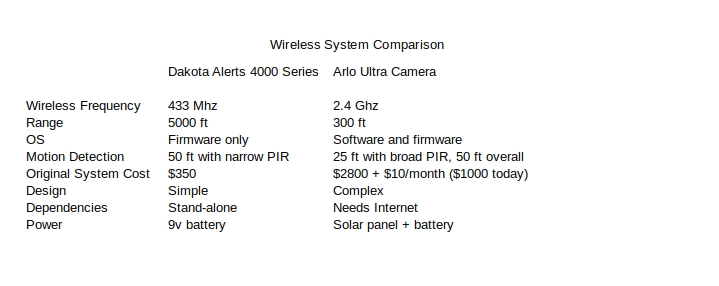 Wireless System Comparison
Dakota Alerts 4000 Series Arlo Ultra Camera
Wireless Frequency 433 Mhz 2.4 Ghz
Range 5000 ft 300 ft
OS Firmware only Software and firmware
Motion Detection 50 ft with narrow PIR 25 ft with broad PIR, 50 ft overall
Original System Cost $350 $2800 + $10/month ($1000 today)
Design Simple Complex
Dependencies Stand-alone Needs Internet
Power 9v battery Solar panel + battery